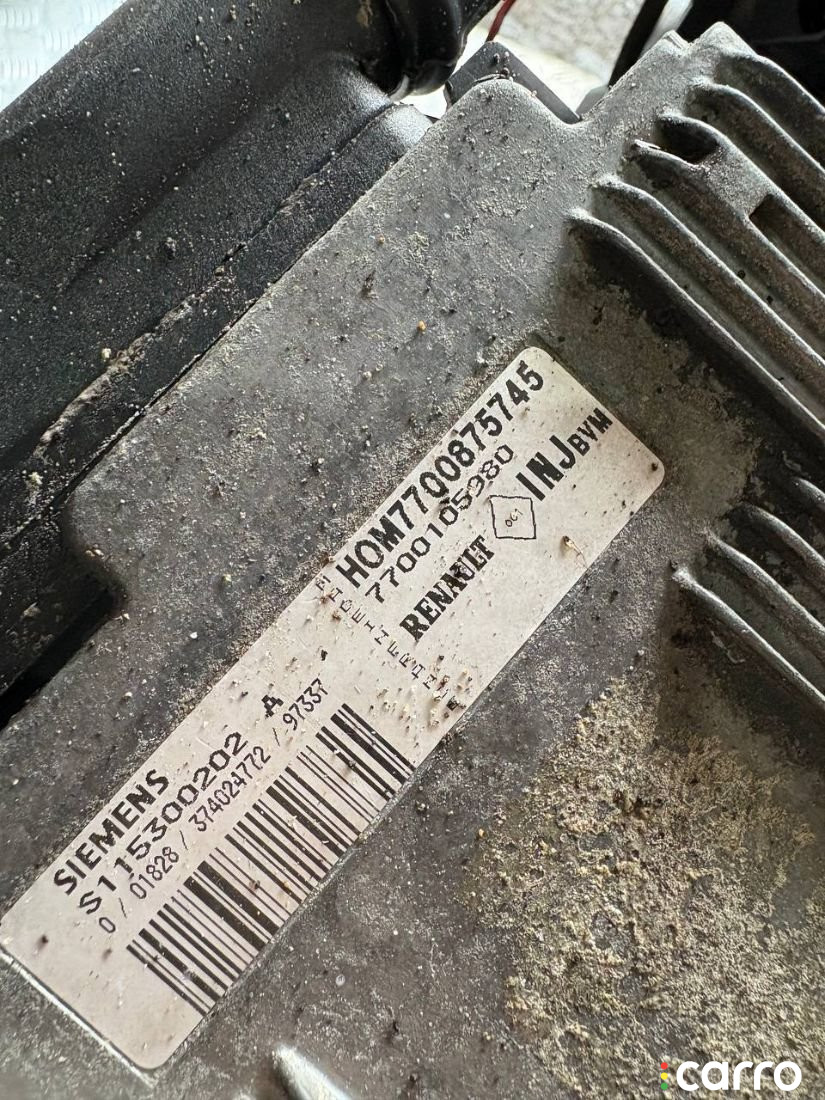 SIEMENS
S115300202 A
0 / 01828 / 374024772 / 97337
HOM7700875745
7700105980
RENAULT
INJ BVM
carro